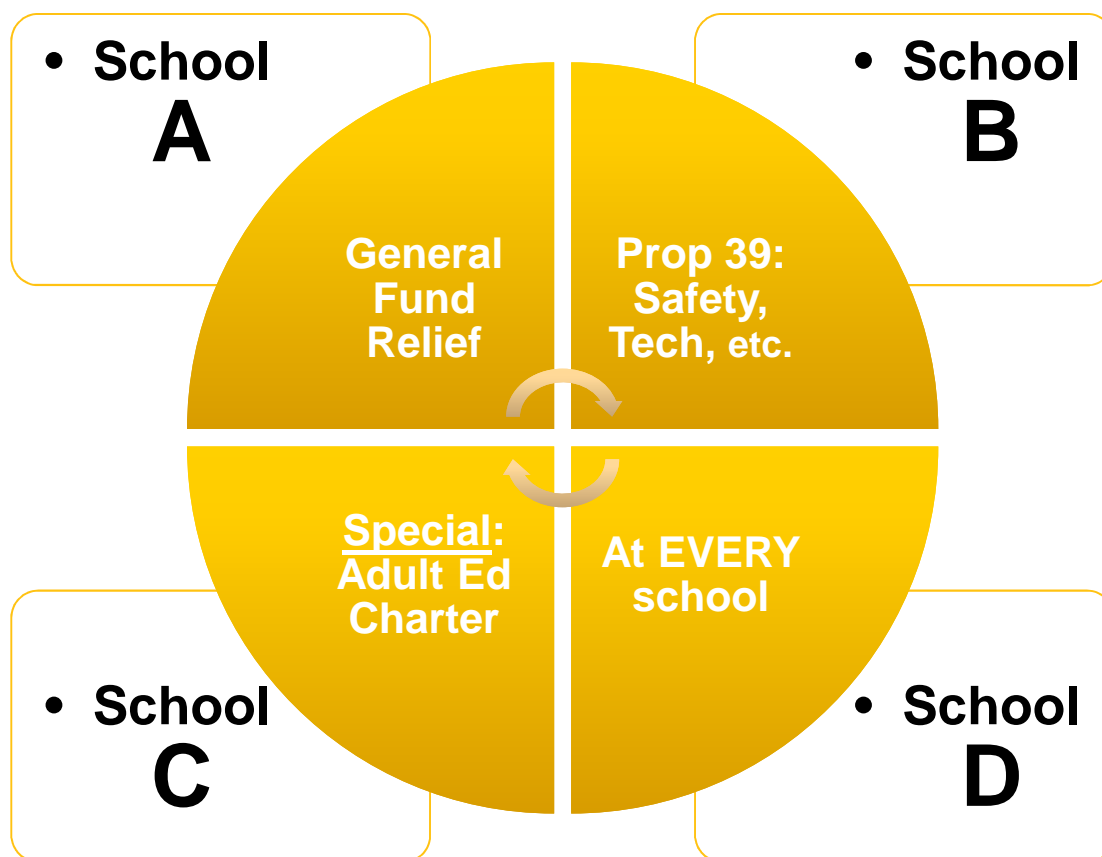 • School
A
• School
B
General
Fund
Relief
Prop 39:
Safety,
Tech, etc.
Special:
Adult Ed
Charter
At EVERY
school
• School
C
• School
D